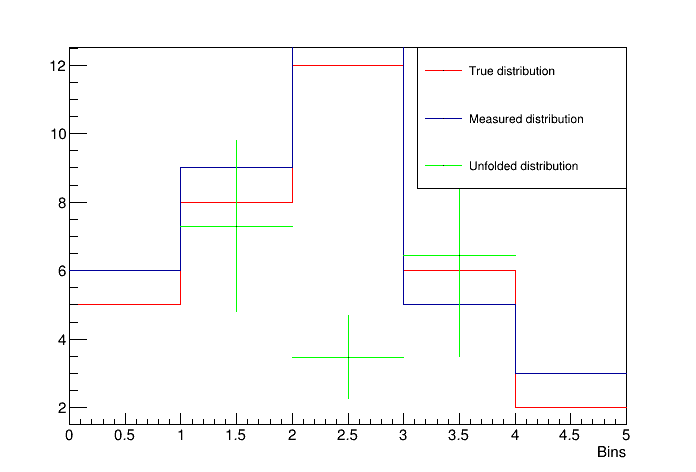 12
10
8
6
4
2
True distribution
Measured distribution
Unfolded distribution
0 0.5 1 1.5 2 2.5 3 3.5 4 4.5 5
Bins